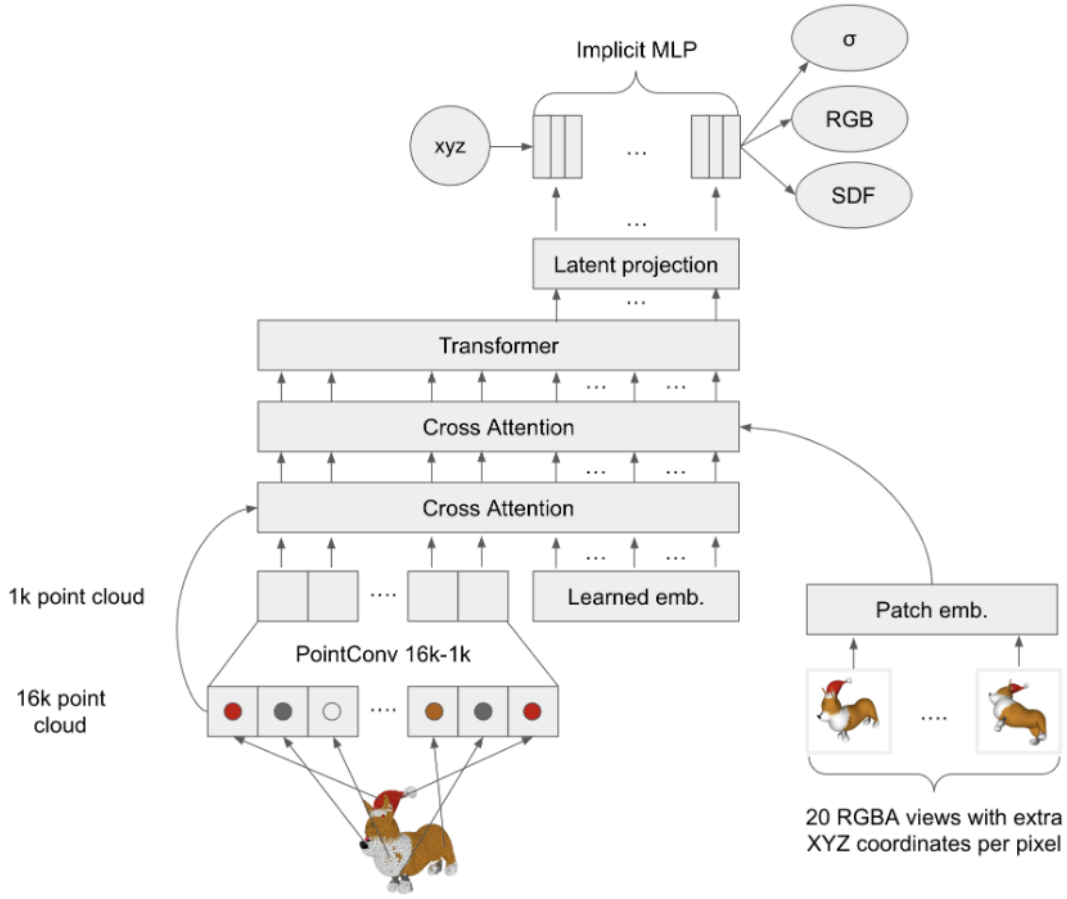 Implicit MLP
σ
xyz
...
RGB
SDF
...
Latent projection
...
Transformer
... ...
Cross Attention
... ...
Cross Attention
... ...
1k point cloud
....
Learned emb.
Patch emb.
PointConv 16k-1k
16k point
cloud
....
....
20 RGBA views with extra
XYZ coordinates per pixel